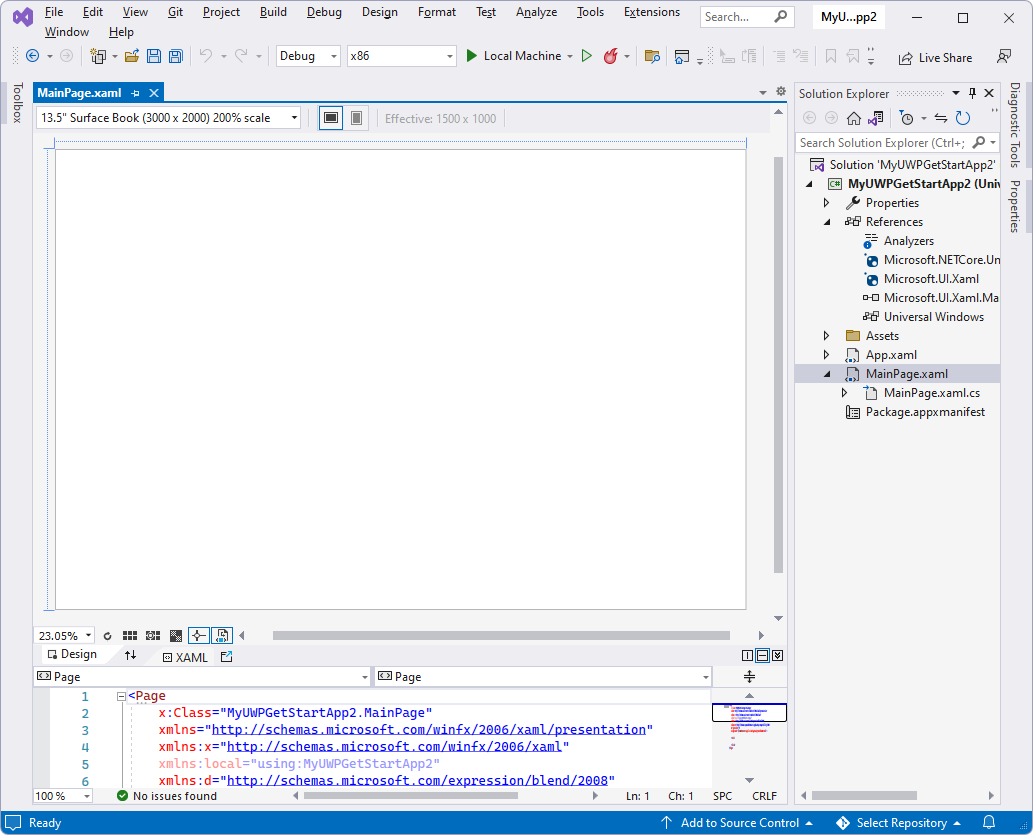 File Edit View Git Project Build Debug Design Format Test Analyze Tools Extensions Search... MyU...pp2
Window Help
Debug x86 Local Machine Live Share
Toolbox
MainPage.xaml
13.5" Surface Book (3000 x 2000) 200% scale Effective: 1500 x 1000
23.05%
Design XAML
Page Page
1 <Page
2 x:Class="MyUWPGetStartApp2.MainPage"
3 xmlns="http://schemas.microsoft.com/winfx/2006/xaml/presentation"
4 xmlns:x="http://schemas.microsoft.com/winfx/2006/xaml"
5 xmlns:local="using:MyUWPGetStartApp2"
6 xmlns:d="http://schemas.microsoft.com/expression/blend/2008"
100 % No issues found Ln: 1 Ch: 1 SPC CRLF
Solution Explorer
Search Solution Explorer (Ctrl+;
Solution 'MyUWPGetStartApp2'
C# MyUWPGetStartApp2 (Univ
Properties
References
Analyzers
Microsoft.NETCore.Un
Microsoft.UI.Xaml
Microsoft.UI.Xaml.Ma
Universal Windows
Assets
App.xaml
MainPage.xaml
MainPage.xaml.cs
Package.appxmanifest
Diagnostic Tools
Properties
Ready Add to Source Control Select Repository